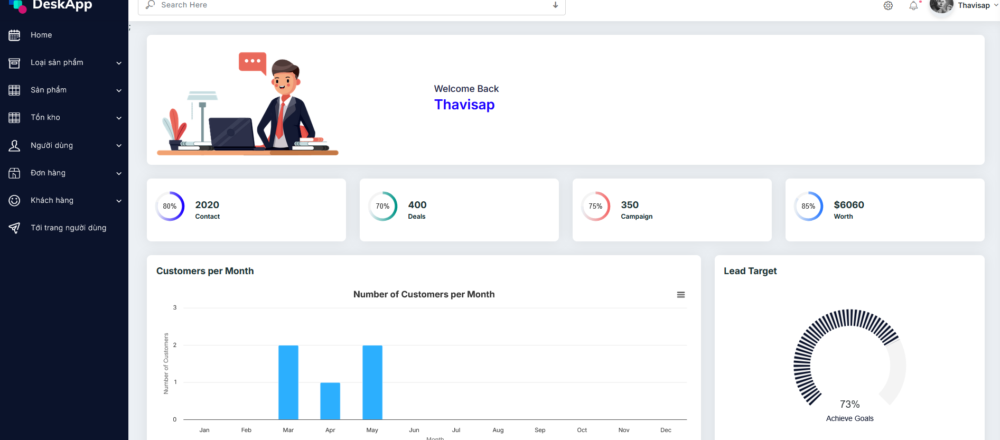 DeskApp
Search Here
Thavisap
;
Home
Loại sản phẩm
Sản phẩm
Tồn kho
Người dùng
Đơn hàng
Khách hàng
Tới trang người dùng
Welcome Back
Thavisap
80%
2020
Contact
70%
400
Deals
75%
350
Campaign
85%
$6060
Worth
Customers per Month
Number of Customers per Month
Number of Customers
3
2
1
0
Jan Feb Mar Apr May Jun Jul Aug Sep Oct Nov Dec
Month
Lead Target
73%
Achieve Goals